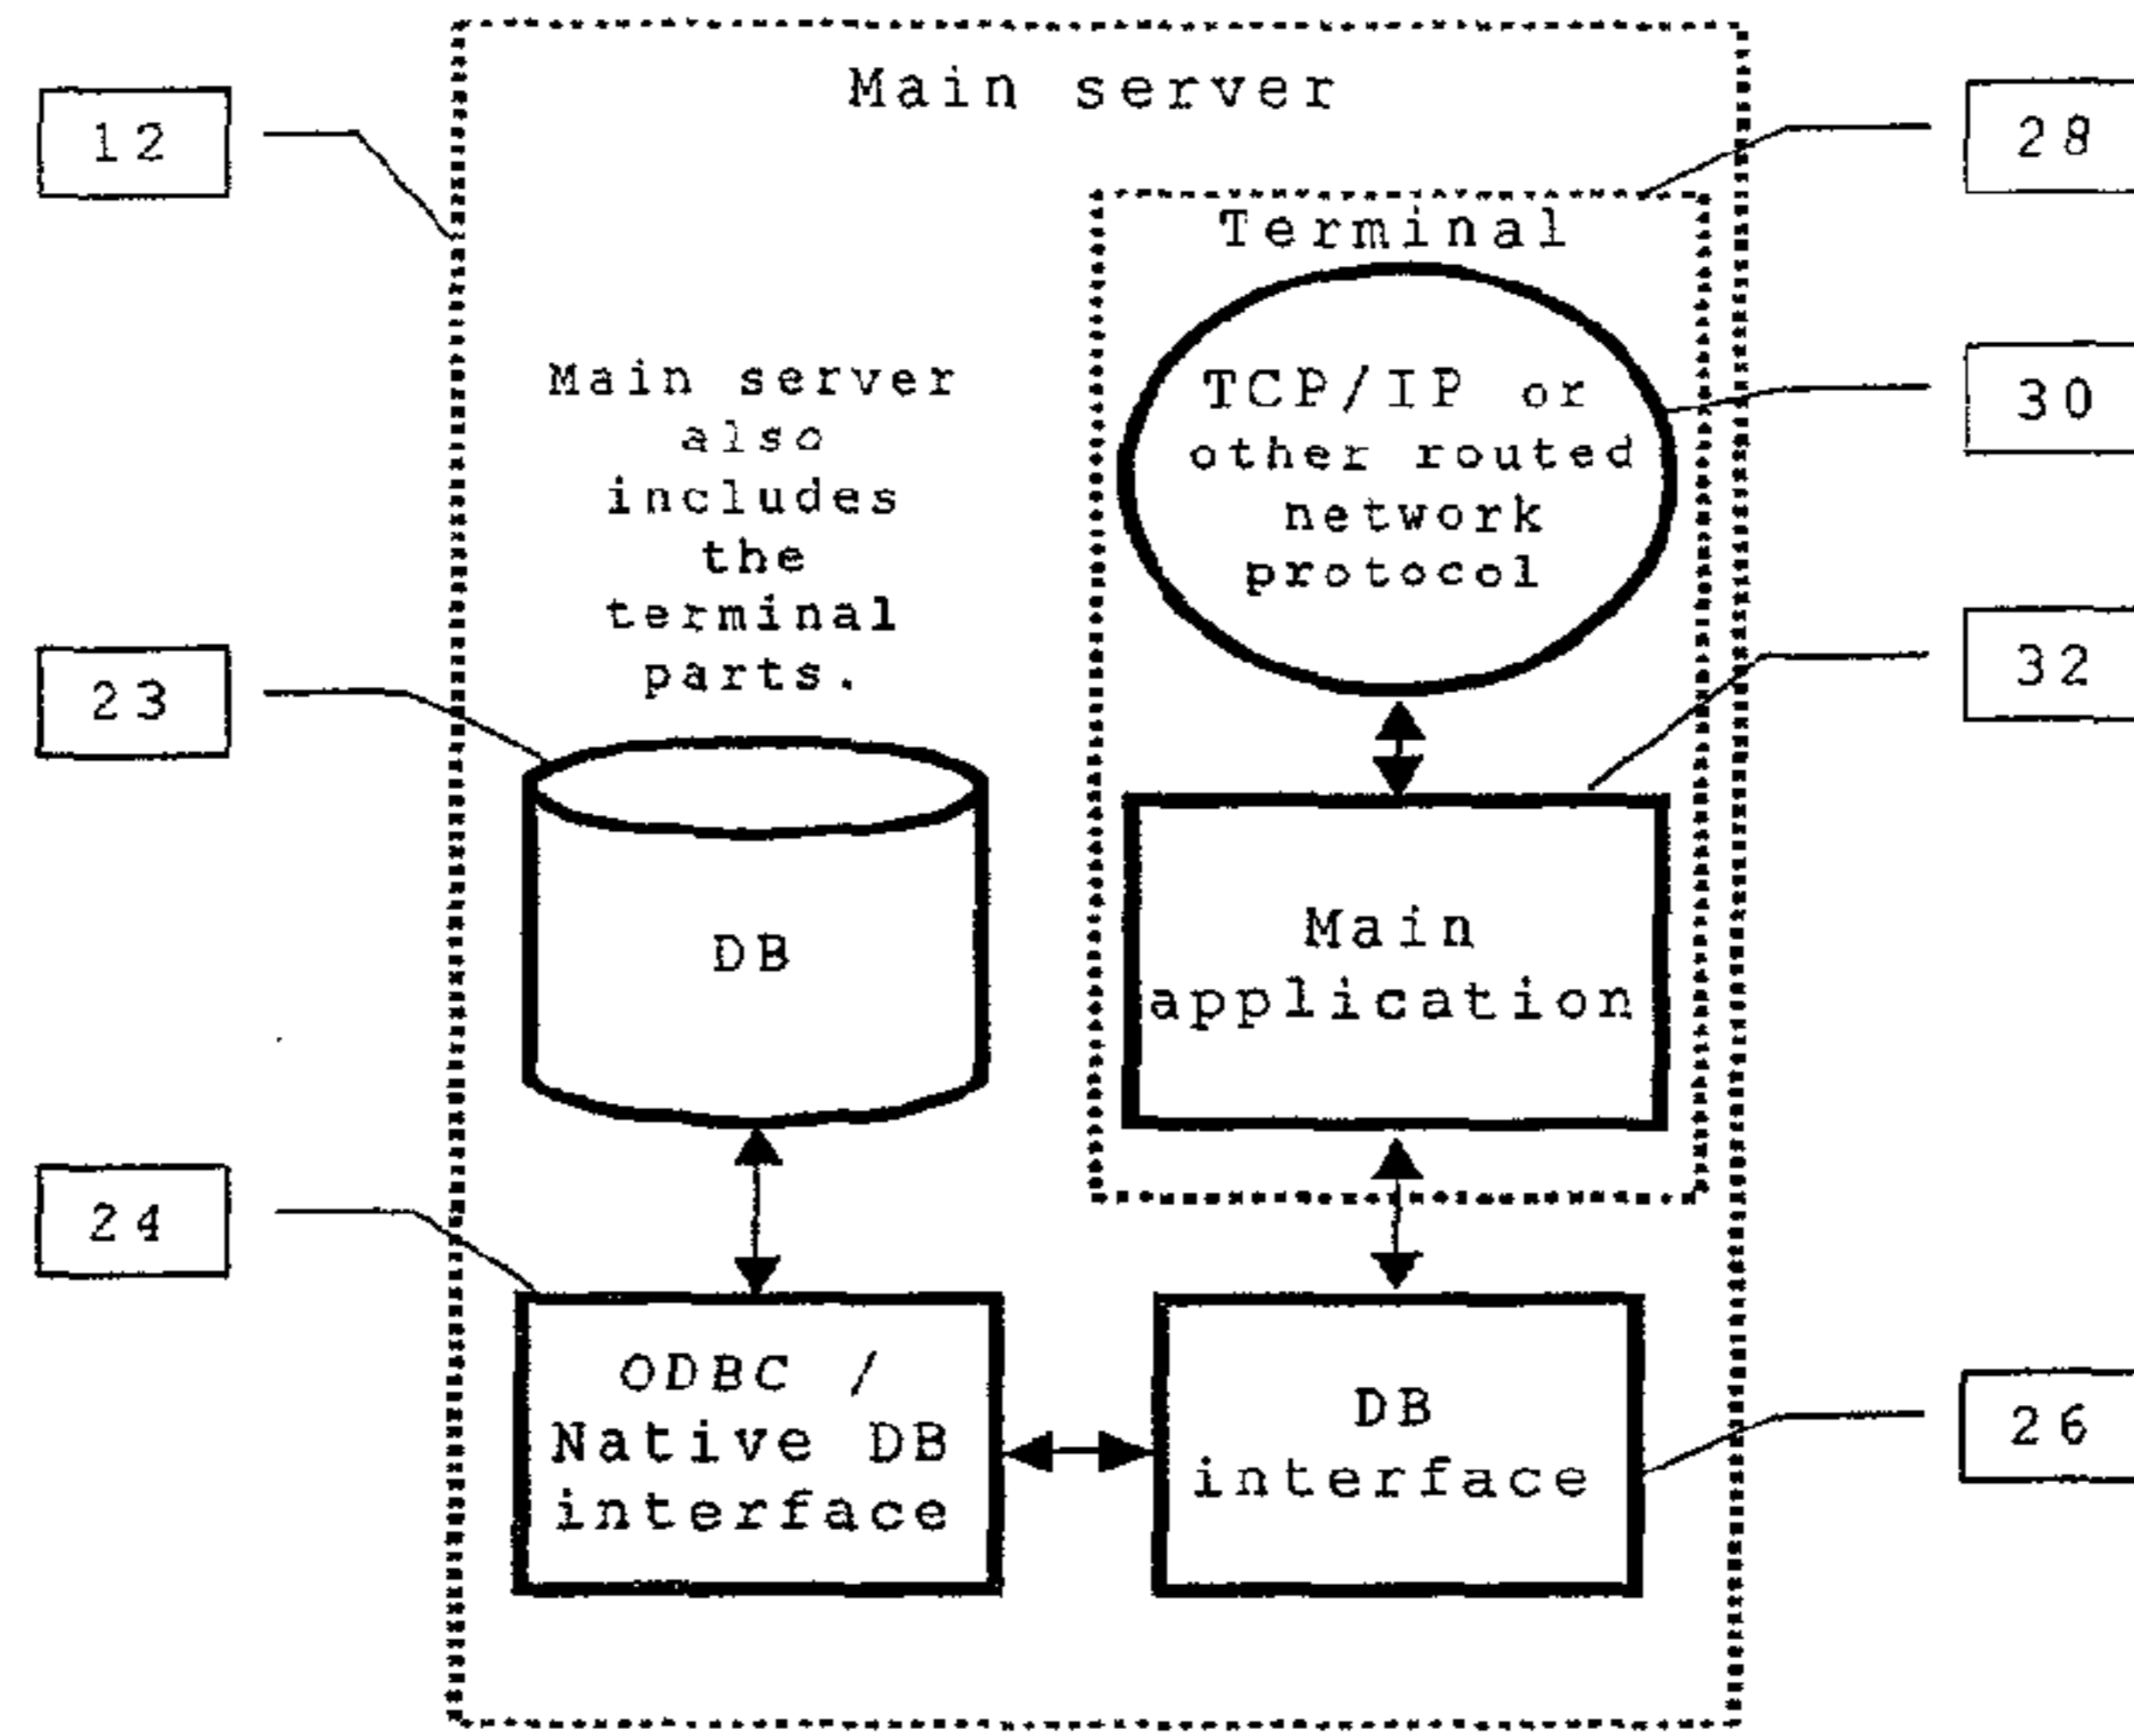 Main server
12
28
Terminal
30
TCP/IP or
other routed
network
protocol
Main server
also
includes
the
terminal
parts.
23
32
DB
Main
application
24
ODBC /
Native DB
interface
DB
interface
26